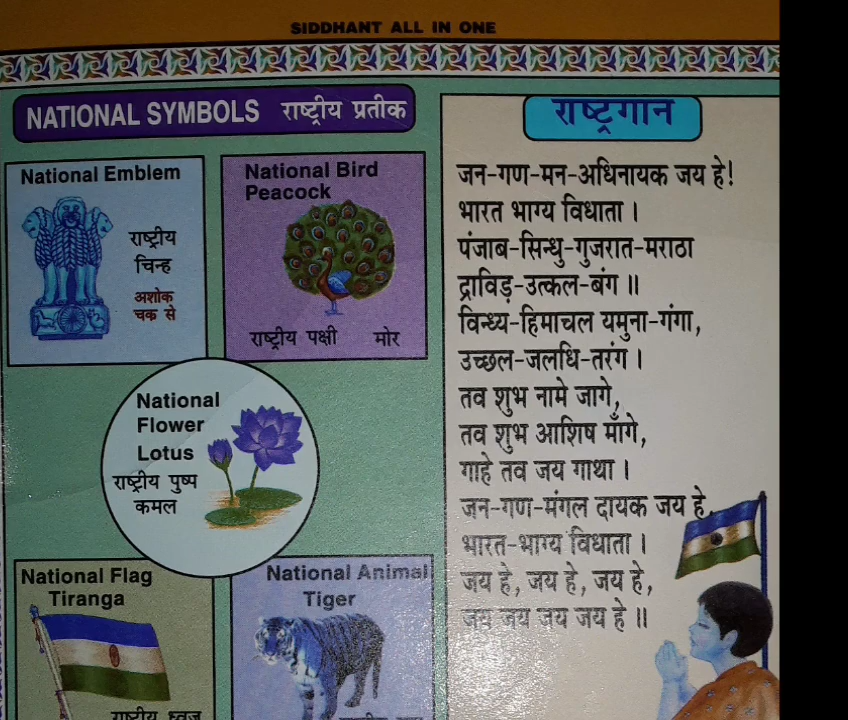 SIDDHANT ALL IN ONE
NATIONAL SYMBOLS राष्ट्रीय प्रतीक
National Emblem
राष्ट्रीय
चिन्ह
अशोक
चक से
National Bird
Peacock
राष्ट्रीय पक्षी मोर
National
Flower
Lotus
राष्ट्रीय पुष्प
कमल
National Flag
Tiranga
राष्ट्रीय ध्वज
National Animal
Tiger
राष्ट्रगान
जन-गण-मन-अधिनायक जय हे!
भारत भाग्य विधाता।
पंजाब-सिन्धु-गुजरात-मराठा
द्राविड़-उत्कल-बंग॥
विन्ध्य-हिमाचल यमुना-गंगा,
उच्छल-जलधि-तरंग।
तव शुभ नामे जागे,
तव शुभ आशिष माँगे,
गाहे तव जय गाथा।
जन-गण-मंगल दायक जय हे,
भारत-भाग्य विधाता।
जय हे, जय हे, जय हे,
जय जय जय जय हे॥